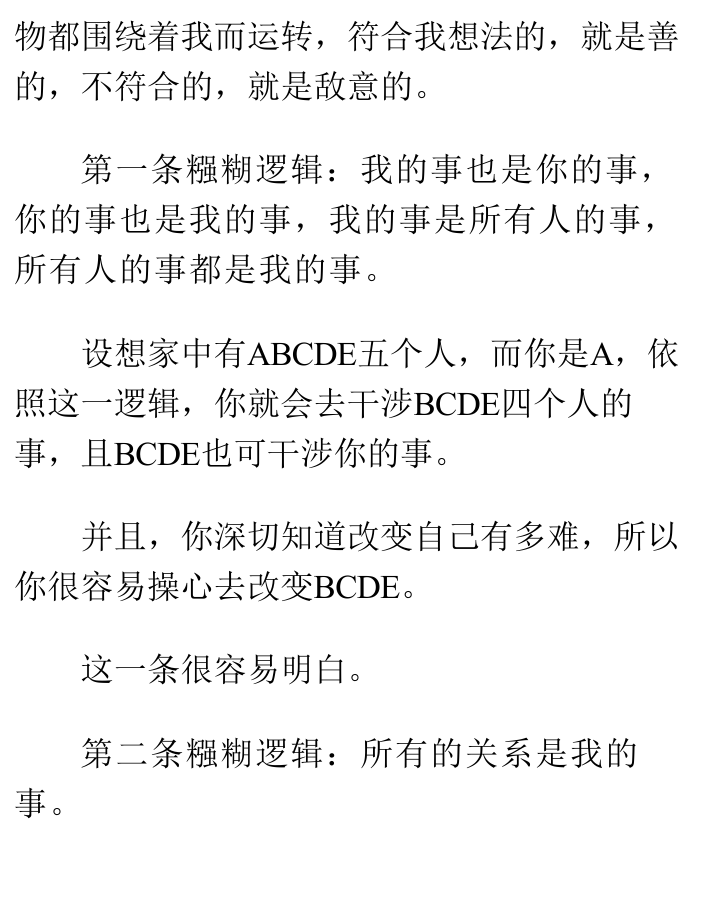 物都围绕着我而运转，符合我想法的，就是善
的，不符合的，就是敌意的。
第一条糨糊逻辑：我的事也是你的事，
你的事也是我的事，我的事是所有人的事，
所有人的事都是我的事。
设想家中有ABCDE五个人，而你是A，依
照这一逻辑，你就会去干涉BCDE四个人的
事，且BCDE也可干涉你的事。
并且，你深切知道改变自己有多难，所以
你很容易操心去改变BCDE。
这一条很容易明白。
第二条糨糊逻辑：所有的关系是我的
事。